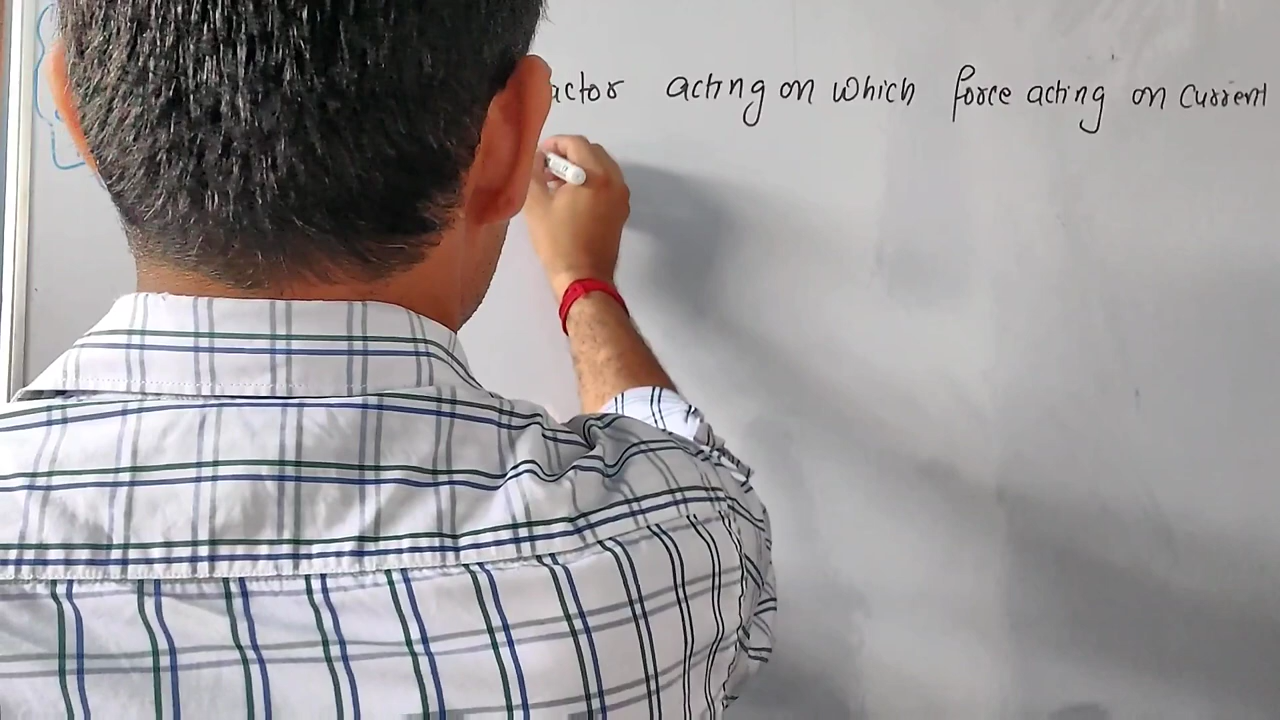 actor acting on which force acting on current